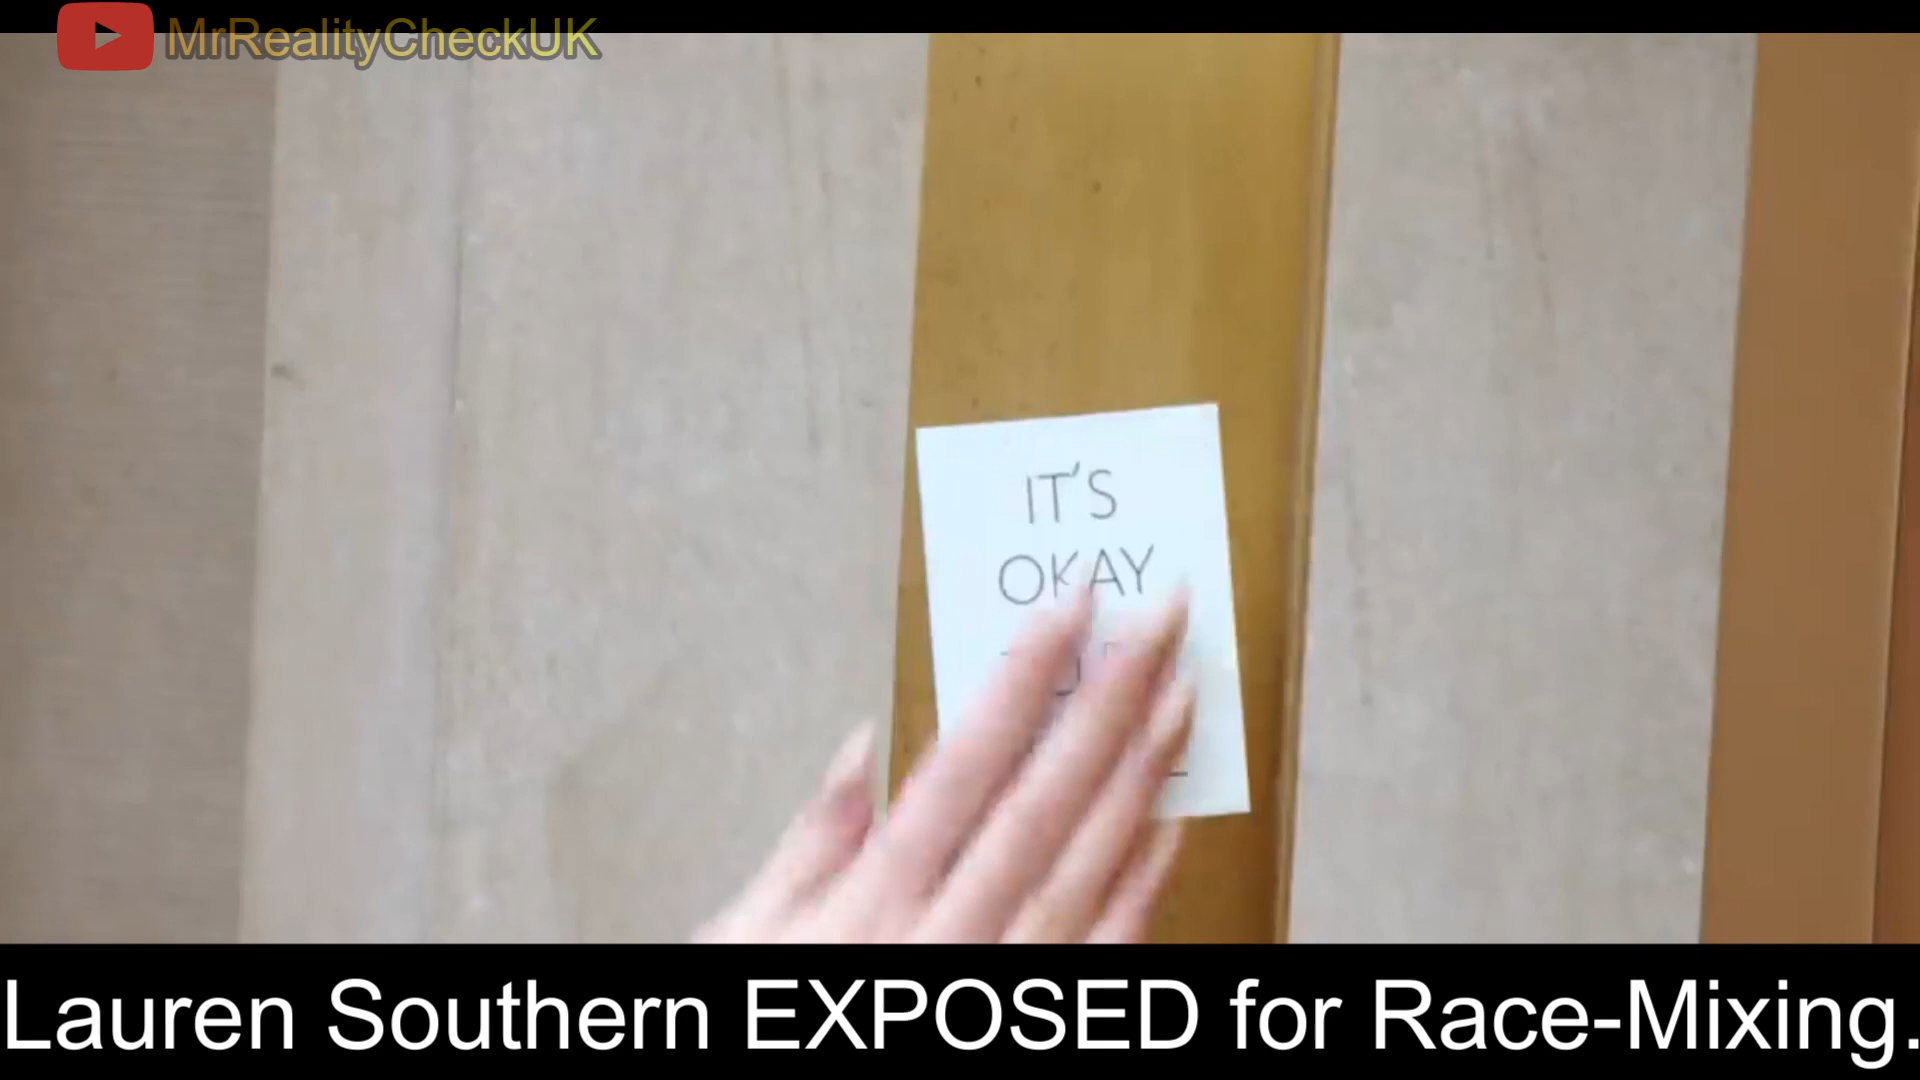 MrRealityCheckUK
IT'S
OKAY
Lauren Southern EXPOSED for Race-Mixing.